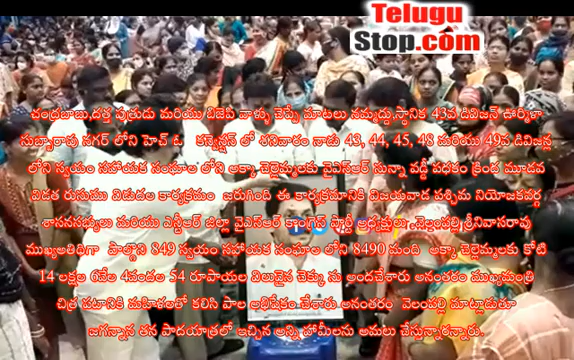 Telugu
Stop.com
చంద్రబాబు,దత్త పుత్రుడు మరియు బిజెపి వాళ్ళు చెప్పే మాటలు నమ్మద్దు,స్థానిక 43వ డివిజన్ ఊర్మిళా
సుబ్బారావు నగర్ లోని హెచ్ ఓ కన్వెన్షన్ లో శనివారం నాడు 43, 44, 45, 48 మరియు 49వ డివిజన్ల
లోని స్వయం సహాయక సంఘాల లోని అక్కా చెల్లెమ్మలకు వైఎస్ఆర్ సున్నా వడ్డీ పథకం క్రింద మూడవ
విడత రుసుము విడుదల కార్యక్రమం జరుగింది ఈ కార్యక్రమానికి విజయవాడ పశ్చిమ నియోజకవర్గ
శాసనసభ్యులు మరియు ఎన్టీఆర్ జిల్లా వైఎస్ఆర్ కాంగ్రెస్ పార్టీ అధ్యక్షులు వెల్లంపల్లి శ్రీనివాసరావు
ముఖ్యఅతిథిగా పాల్గొని 849 స్వయం సహాయక సంఘాల లోని 8490 మంది అక్కా చెల్లెమ్మలకు కోటి
14 లక్షల 6వేల 4వందల 54 రూపాయల విలువైన చెక్కు ను అందచేశారు అనంతరం ముఖ్యమంత్రి
చిత్ర పటానికి మహిళలతో కలిసి పాల అభిషేకం చేశారు అనంతరం వెలంపల్లి మాట్లాడుతూ
జగనన్నాన తన పాదయాత్రలో ఇచ్చిన అన్ని హామీలను అమలు చేస్తున్నారన్నారు.